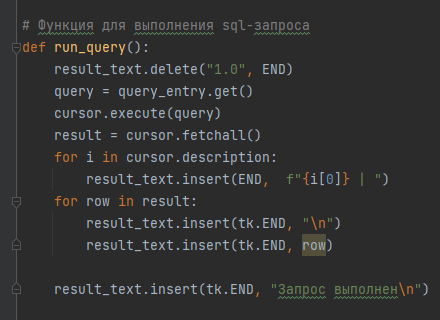 # Функция для выполнения sql-запроса
def run_query():
    result_text.delete("1.0", END)
    query = query_entry.get()
    cursor.execute(query)
    result = cursor.fetchall()
    for i in cursor.description:
        result_text.insert(END,  f"{i[0]} | ")
    for row in result:
        result_text.insert(tk.END, "\n")
        result_text.insert(tk.END, row)
    result_text.insert(tk.END, "Запрос выполнен\n")